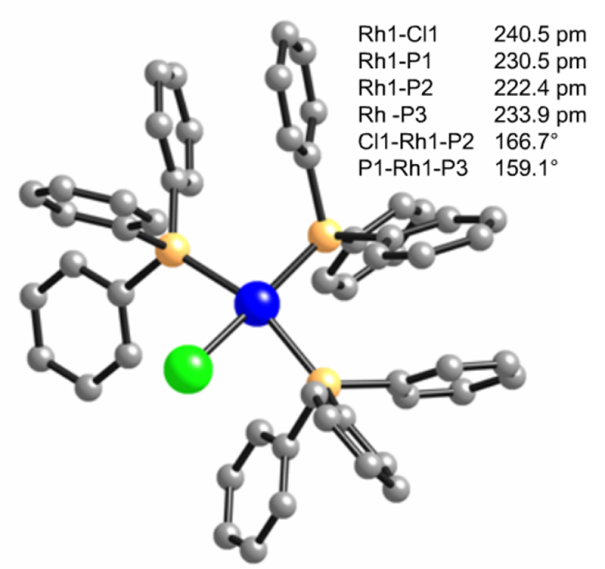 Rh1-Cl1 240.5 pm
Rh1-P1 230.5 pm
Rh1-P2 222.4 pm
Rh -P3 233.9 pm
Cl1-Rh1-P2 166.7°
P1-Rh1-P3 159.1°